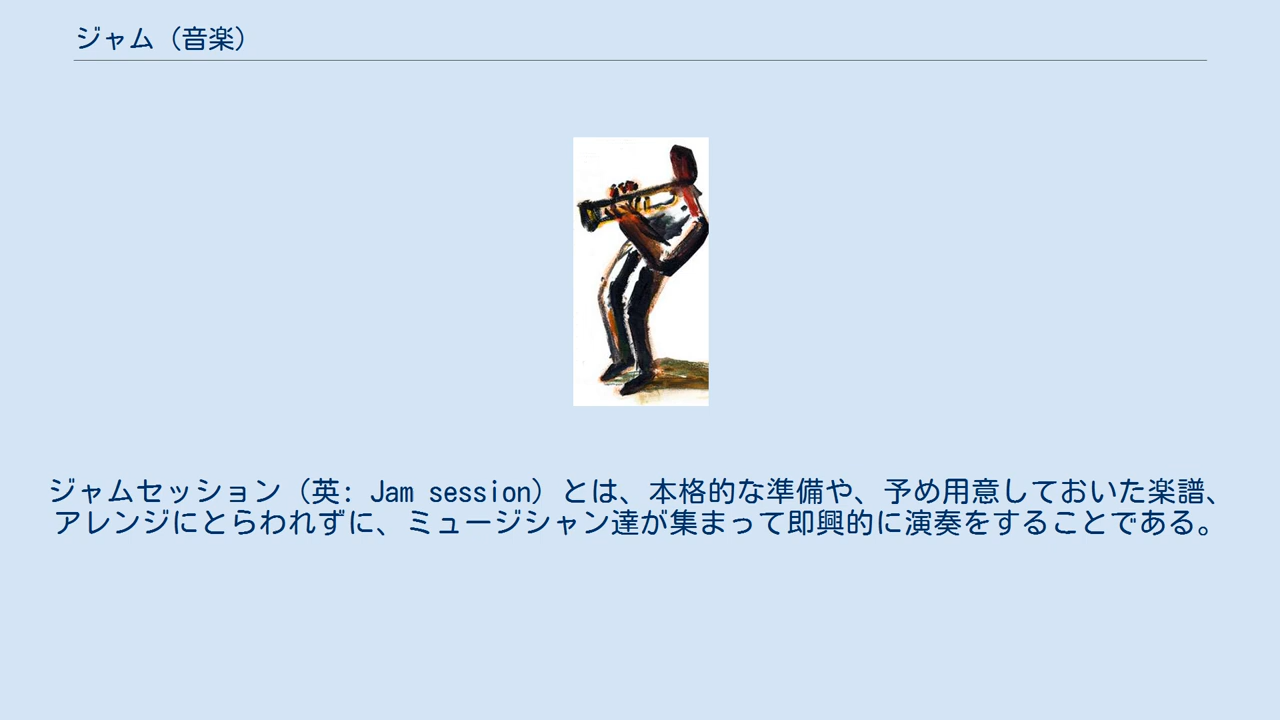 ジャム（音楽）
ジャムセッション（英: Jam session）とは、本格的な準備や、予め用意しておいた楽譜、
アレンジにとらわれずに、ミュージシャン達が集まって即興的に演奏をすることである。